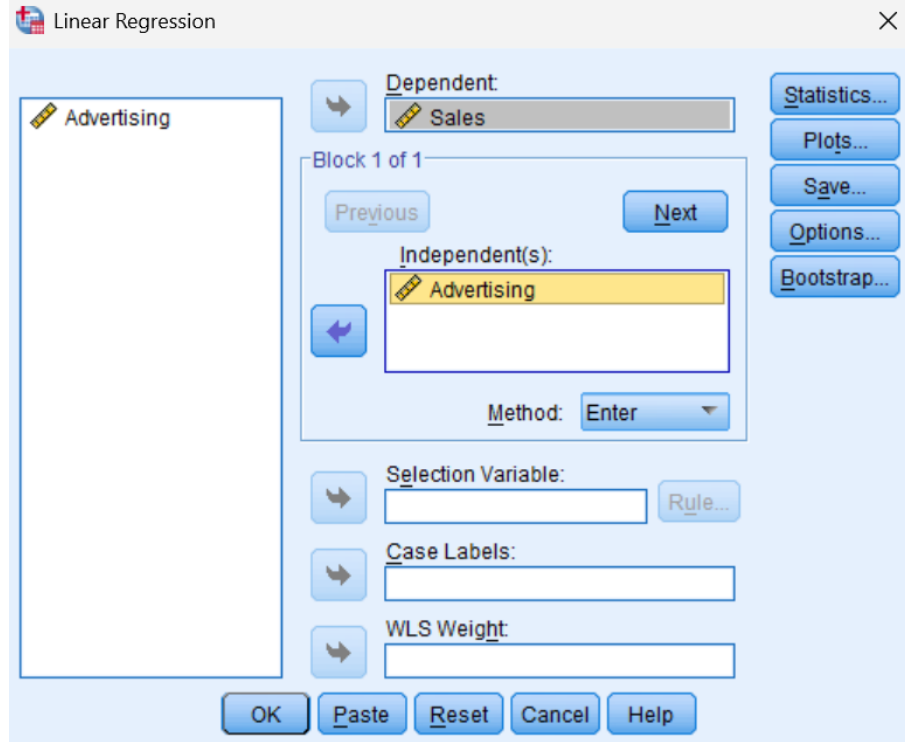 Linear Regression
Advertising
Dependent:
Sales
Statistics...
Plots...
Save...
Options...
Bootstrap...
Block 1 of 1
Previous
Next
Independent(s):
Advertising
Method: Enter
Selection Variable:
Rule...
Case Labels:
WLS Weight:
OK Paste Reset Cancel Help